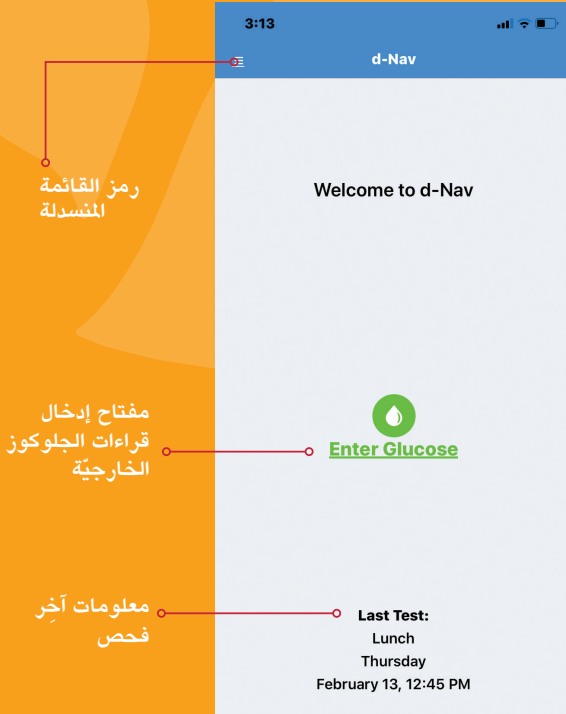 3:13
d-Nav
رمز القائمة
المنسدلة
Welcome to d-Nav
مفتاح إدخال
قراءات الجلوكوز
الخارجيّة
Enter Glucose
معلومات آخِر
فحص
Last Test:
Lunch
Thursday
February 13, 12:45 PM